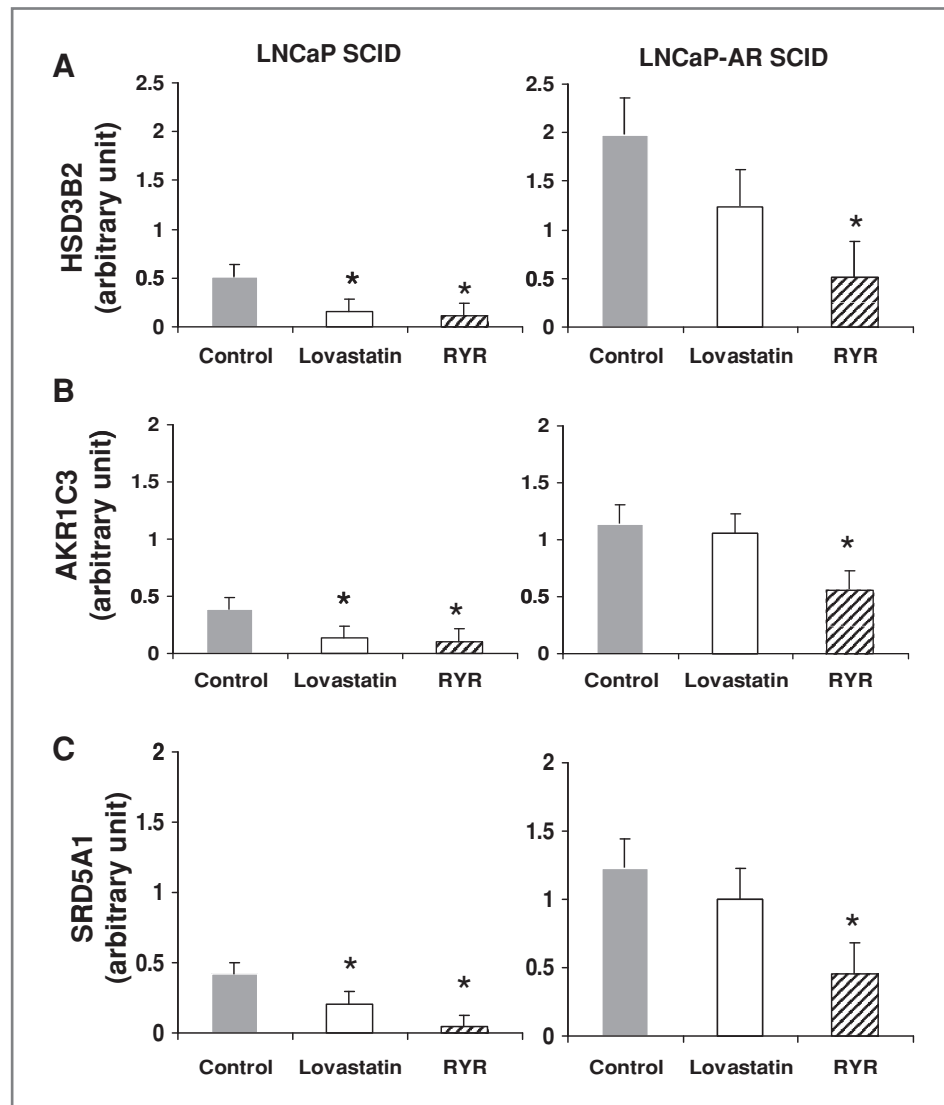 A
LNCaP SCID
LNCaP-AR SCID
HSD3B2
(arbitrary unit)
2.5
2
1.5
1
0.5
0
*
*
Control
Lovastatin
RYR
2.5
2
1.5
1
0.5
0
*
Control
Lovastatin
RYR
B
AKR1C3
(arbitrary unit)
2
1.5
1
0.5
0
*
*
Control
Lovastatin
RYR
2
1.5
1
0.5
0
*
Control
Lovastatin
RYR
C
SRD5A1
(arbitrary unit)
2
1.5
1
0.5
0
*
*
Control
Lovastatin
RYR
2
1.5
1
0.5
0
*
Control
Lovastatin
RYR